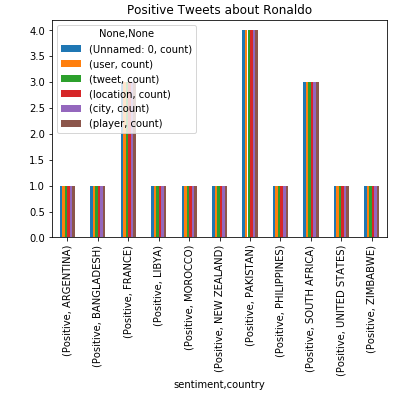 Positive Tweets about Ronaldo
None,None
(Unnamed: 0, count)
(user, count)
(tweet, count)
(location, count)
(city, count)
(player, count)
4.0
3.5
3.0
2.5
2.0
1.5
1.0
0.5
0.0
(Positive, ARGENTINA)
(Positive, BANGLADESH)
(Positive, FRANCE)
(Positive, LIBYA)
(Positive, MOROCCO)
(Positive, NEW ZEALAND)
(Positive, PAKISTAN)
(Positive, PHILIPPINES)
(Positive, SOUTH AFRICA)
(Positive, UNITED STATES)
(Positive, ZIMBABWE)
sentiment,country